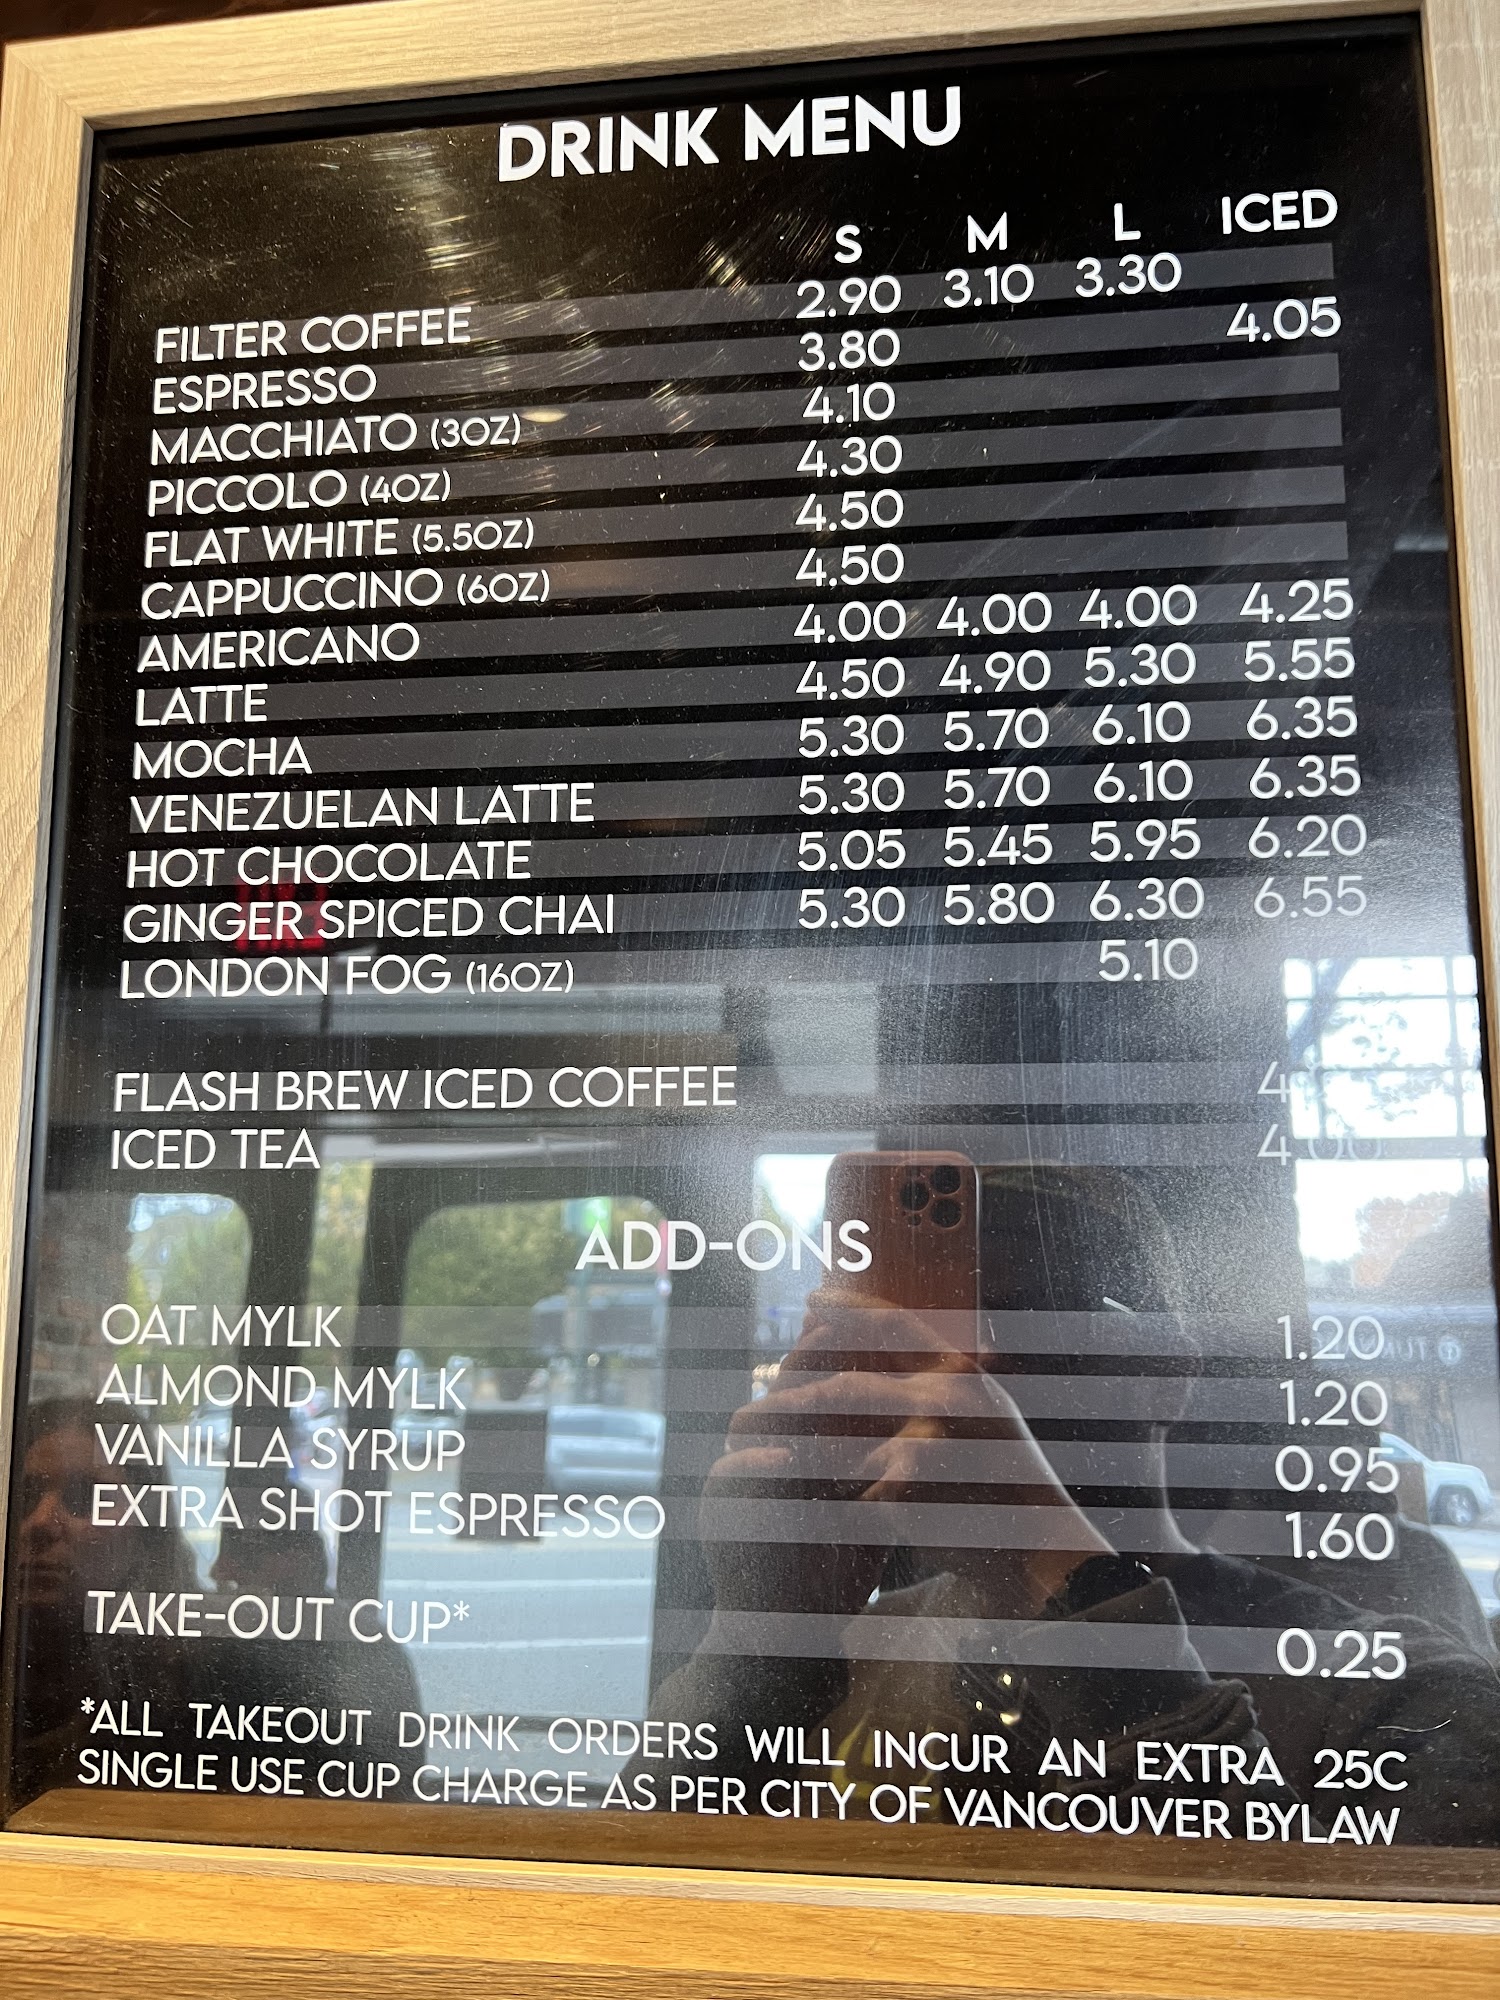 DRINK MENU
S M L ICED
FILTER COFFEE 2.90 3.10 3.30
ESPRESSO 3.80 4.05
MACCHIATO (3OZ) 4.10
PICCOLO (4OZ) 4.30
FLAT WHITE (5.5OZ) 4.50
CAPPUCCINO (6OZ) 4.50
AMERICANO 4.00 4.00 4.00 4.25
LATTE 4.50 4.90 5.30 5.55
MOCHA 5.30 5.70 6.10 6.35
VENEZUELAN LATTE 5.30 5.70 6.10 6.35
HOT CHOCOLATE 5.05 5.45 5.95 6.20
GINGER SPICED CHAI 5.30 5.80 6.30 6.55
LONDON FOG (16OZ) 5.10
FLASH BREW ICED COFFEE
ICED TEA 4.00
ADD-ONS
OAT MYLK 1.20
ALMOND MYLK 1.20
VANILLA SYRUP 0.95
EXTRA SHOT ESPRESSO 1.60
TAKE-OUT CUP* 0.25
*ALL TAKEOUT DRINK ORDERS WILL INCUR AN EXTRA 25C
SINGLE USE CUP CHARGE AS PER CITY OF VANCOUVER BYLAW